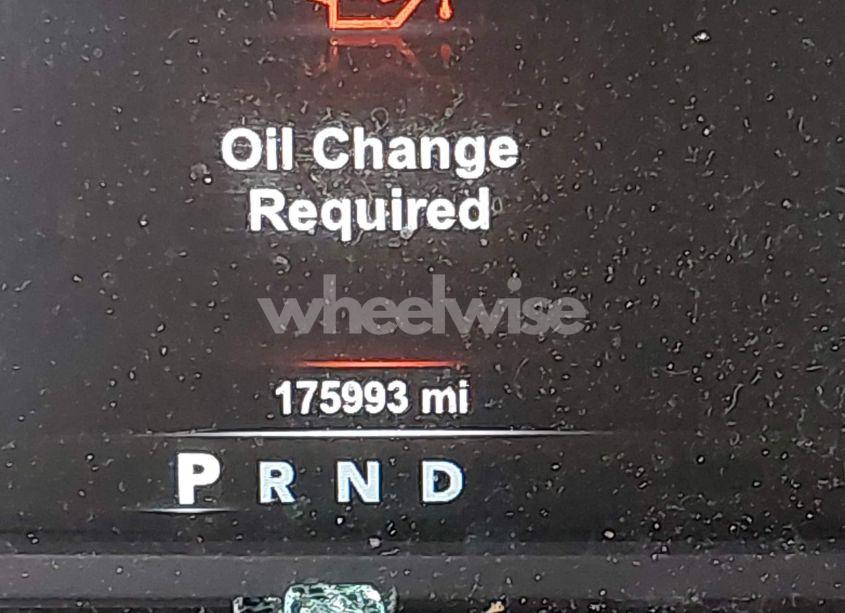 Oil Change
Required
wheelwise
175993 mi
P R N D